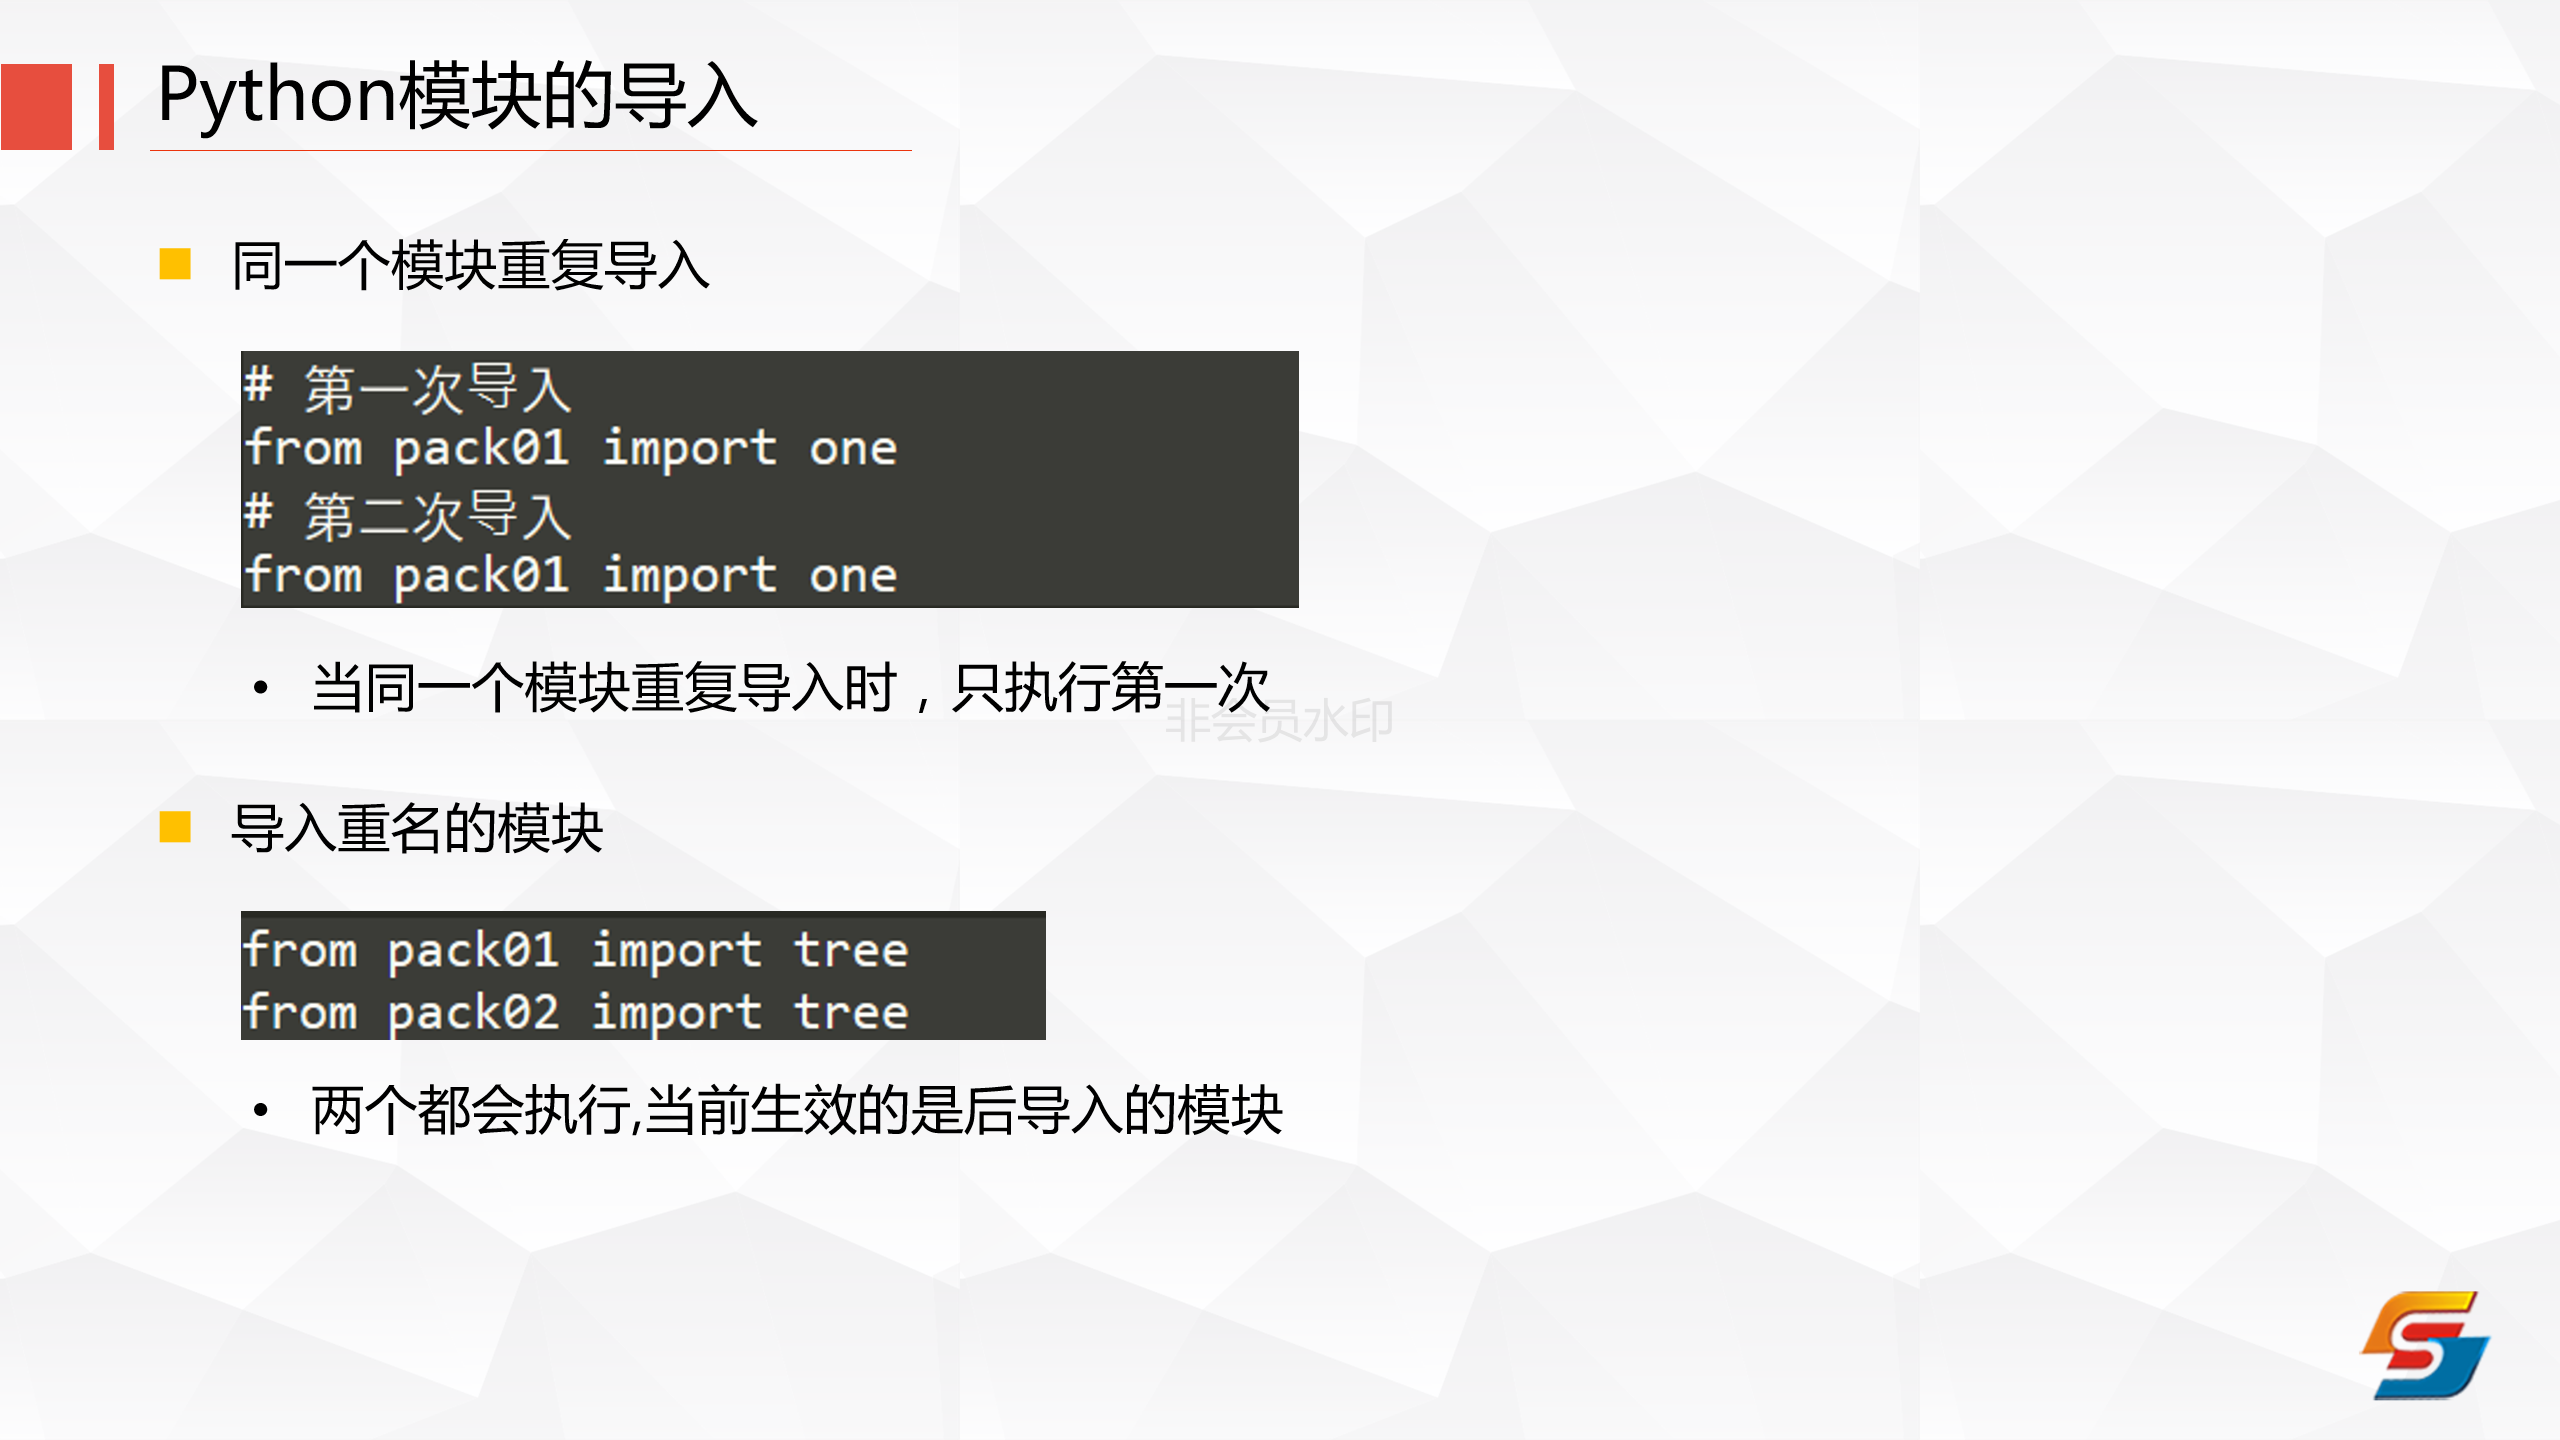 Python模块的导入
同一个模块重复导入
# 第一次导入
from pack01 import one
# 第二次导入
from pack01 import one
• 当同一个模块重复导入时，只执行第一次
非会员水印
导入重名的模块
from pack01 import tree
from pack02 import tree
• 两个都会执行,当前生效的是后导入的模块